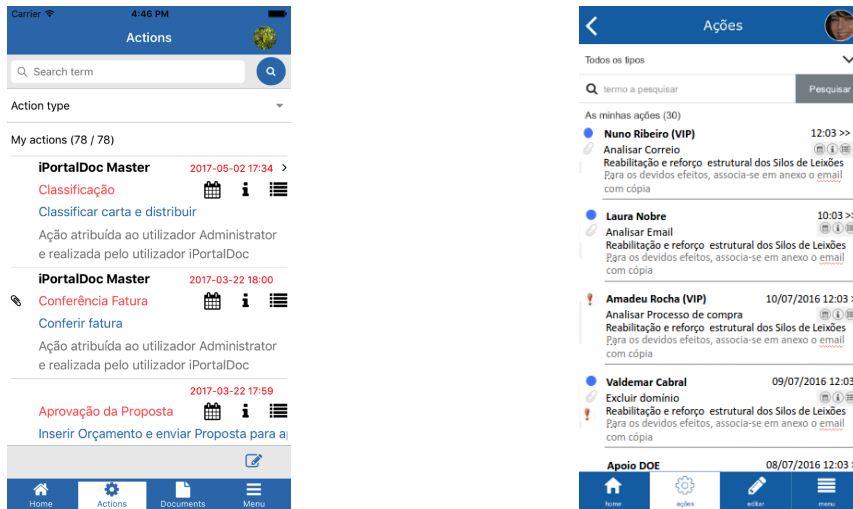 Carrier 4:46 PM
Actions
Search term
Action type
My actions (78 / 78)
iPortalDoc Master 2017-05-02 17:34
Classificação
Classificar carta e distribuir
Ação atribuída ao utilizador Administrator
e realizada pelo utilizador iPortalDoc
iPortalDoc Master 2017-03-22 18:00
Conferência Fatura
Conferir fatura
Ação atribuída ao utilizador Administrator
e realizada pelo utilizador iPortalDoc
2017-03-22 17:59
Aprovação da Proposta
Inserir Orçamento e enviar Proposta para a
Home Actions Documents Menu
Ações
Todos os tipos
termo a pesquisar Pesquisar
As minhas ações (30)
Nuno Ribeiro (VIP) 12:03 >>
Analisar Correio
Reabilitação e reforço estrutural dos Silos de Leixões
Para os devidos efeitos, associa-se em anexo o email
com cópia
Laura Nobre 10:03 >>
Analisar Email
Reabilitação e reforço estrutural dos Silos de Leixões
Para os devidos efeitos, associa-se em anexo o email
com cópia
Amadeu Rocha (VIP) 10/07/2016 12:03 >
Analisar Processo de compra
Reabilitação e reforço estrutural dos Silos de Leixões
Para os devidos efeitos, associa-se em anexo o email
com cópia
Valdemar Cabral 09/07/2016 12:03
Excluir domínio
Reabilitação e reforço estrutural dos Silos de Leixões
Para os devidos efeitos, associa-se em anexo o email
com cópia
Apoio DOE 08/07/2016 12:03 >
home ações editar menu